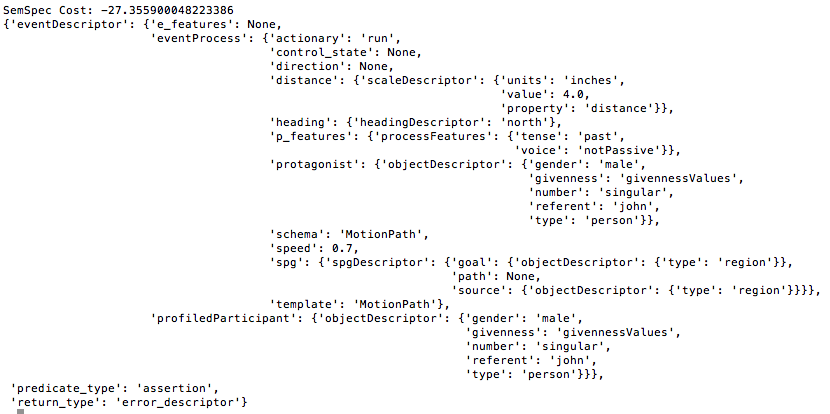 SemSpec Cost: -27.355900048223386
{'eventDescriptor': {'e_features': None,
                     'eventProcess': {'actionary': 'run',
                                      'control_state': None,
                                      'direction': None,
                                      'distance': {'scaleDescriptor': {'units': 'inches',
                                                                       'value': 4.0,
                                                                       'property': 'distance'}},
                                      'heading': {'headingDescriptor': 'north'},
                                      'p_features': {'processFeatures': {'tense': 'past',
                                                                         'voice': 'notPassive'}},
                                      'protagonist': {'objectDescriptor': {'gender': 'male',
                                                                           'givenness': 'givennessValues',
                                                                           'number': 'singular',
                                                                           'referent': 'john',
                                                                           'type': 'person'}},
                                      'schema': 'MotionPath',
                                      'speed': 0.7,
                                      'spg': {'spgDescriptor': {'goal': {'objectDescriptor': {'type': 'region'}},
                                                                'path': None,
                                                                'source': {'objectDescriptor': {'type': 'region'}}}},
                                      'template': 'MotionPath'},
                     'profiledParticipant': {'objectDescriptor': {'gender': 'male',
                                                                  'givenness': 'givennessValues',
                                                                  'number': 'singular',
                                                                  'referent': 'john',
                                                                  'type': 'person'}}},
 'predicate_type': 'assertion',
 'return_type': 'error_descriptor'}